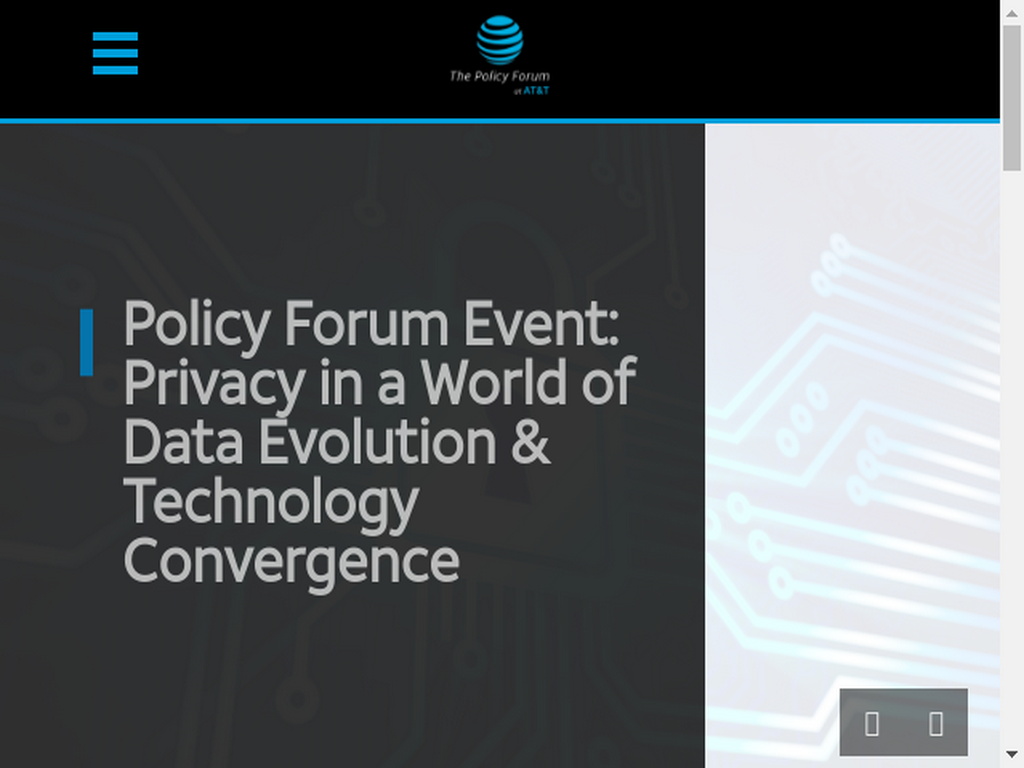 The Policy Forum
at AT&T
Policy Forum Event:
Privacy in a World of
Data Evolution &
Technology
Convergence